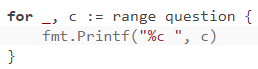 for _, c := range question {
    fmt.Printf("%c ", c)
}